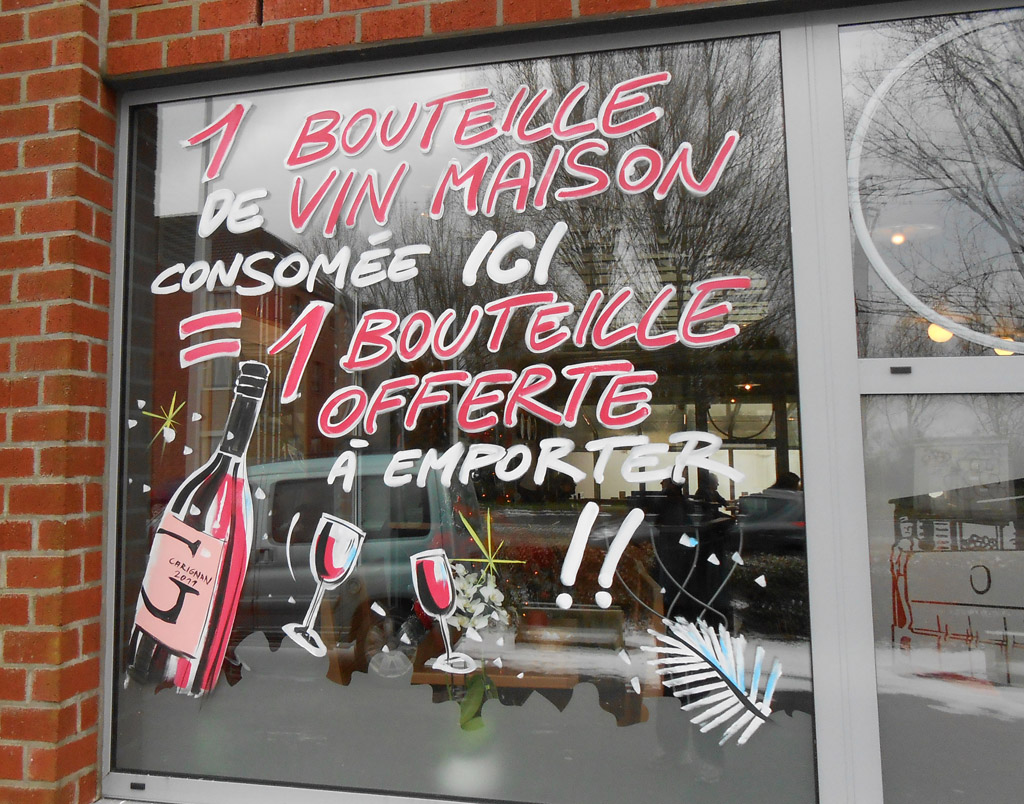 1 BOUTEILLE
DE VIN MAISON
CONSOMÉE ICI
= 1 BOUTEILLE
OFFERTE
À EMPORTER
!!
G
CARIGNAN
2011